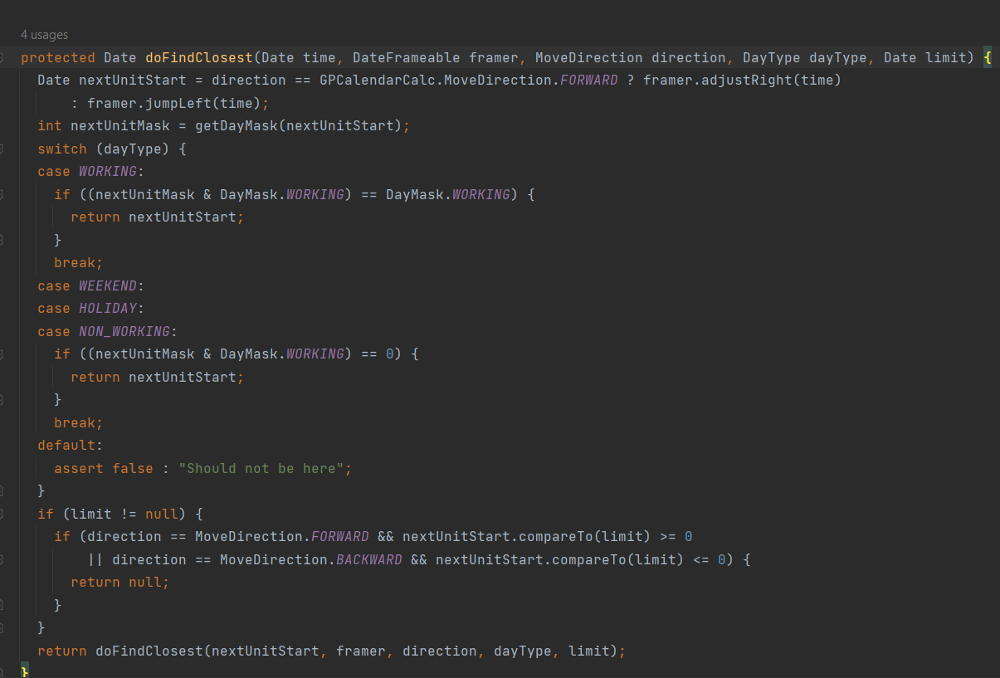 4 usages
protected Date doFindClosest(Date time, DateFrameable framer, MoveDirection direction, DayType dayType, Date limit) {
  Date nextUnitStart = direction == GPCalendarCalc.MoveDirection.FORWARD ? framer.adjustRight(time)
      : framer.jumpLeft(time);
  int nextUnitMask = getDayMask(nextUnitStart);
  switch (dayType) {
  case WORKING:
    if ((nextUnitMask & DayMask.WORKING) == DayMask.WORKING) {
      return nextUnitStart;
    }
    break;
  case WEEKEND:
  case HOLIDAY:
  case NON_WORKING:
    if ((nextUnitMask & DayMask.WORKING) == 0) {
      return nextUnitStart;
    }
    break;
  default:
    assert false : "Should not be here";
  }
  if (limit != null) {
    if (direction == MoveDirection.FORWARD && nextUnitStart.compareTo(limit) >= 0
        || direction == MoveDirection.BACKWARD && nextUnitStart.compareTo(limit) <= 0) {
      return null;
    }
  }
  return doFindClosest(nextUnitStart, framer, direction, dayType, limit);
}